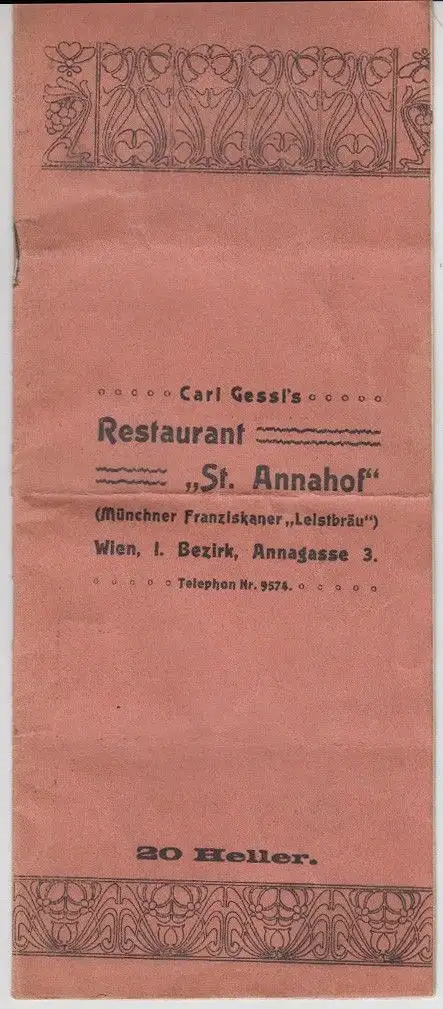 Carl Gessl's
Restaurant
„St. Annahof“
(Münchner Franziskaner „Leistbräu“)
Wien, I. Bezirk, Annagasse 3.
Telephon Nr. 9574.
20 Heller.